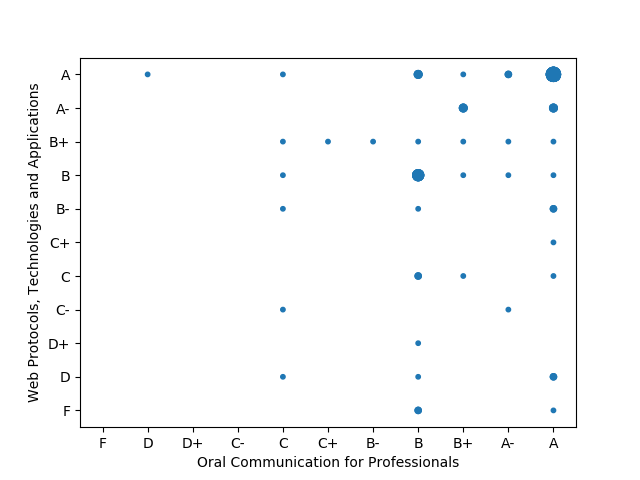 Web Protocols, Technologies and Applications
A
A-
B+
B
B-
C+
C
C-
D+
D
F
F D D+ C- C C+ B- B B+ A- A
Oral Communication for Professionals